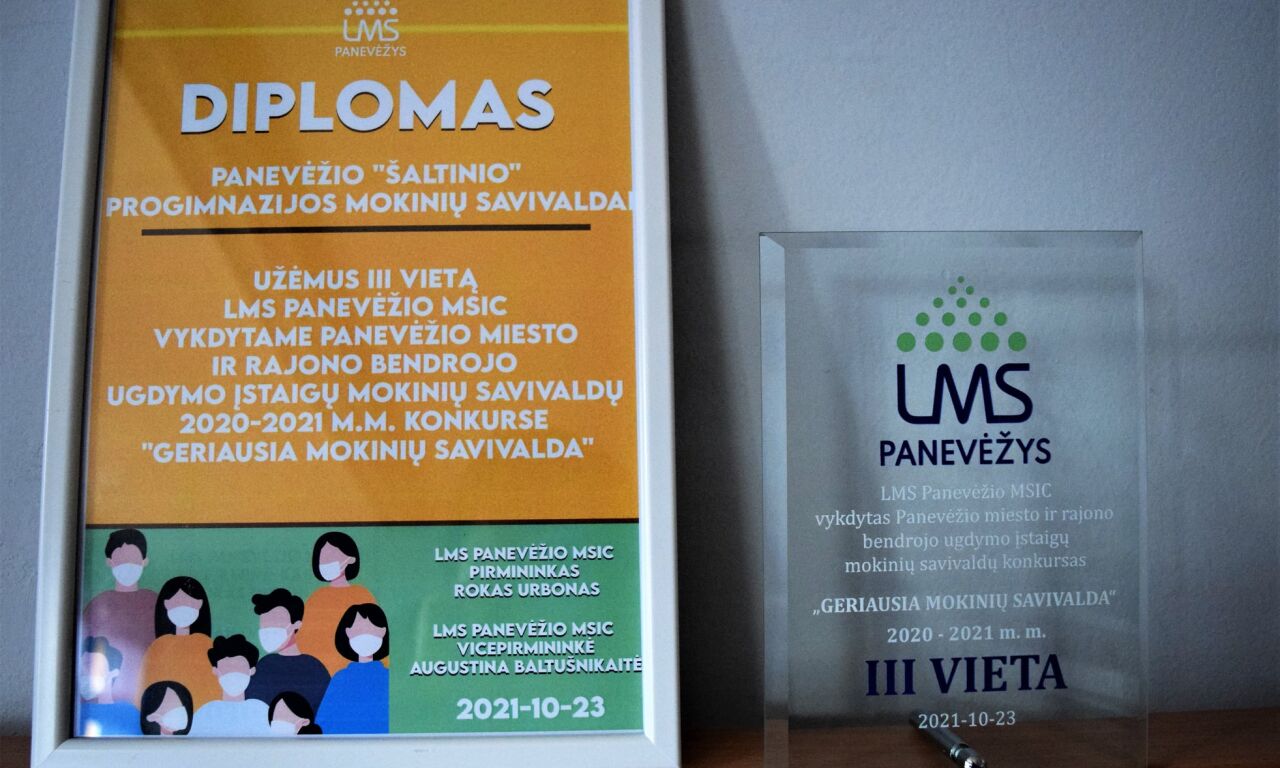 LMS
PANEVĖŽYS
DIPLOMAS
PANEVĖŽIO "ŠALTINIO"
PROGIMNAZIJOS MOKINIŲ SAVIVALDAI
UŽĖMUS III VIETĄ
LMS PANEVĖŽIO MSIC
VYKDYTAME PANEVĖŽIO MIESTO
IR RAJONO BENDROJO
UGDYMO ĮSTAIGŲ MOKINIŲ SAVIVALDŲ
2020-2021 M.M. KONKURSE
"GERIAUSIA MOKINIŲ SAVIVALDA"
LMS PANEVĖŽIO MSIC
PIRMININKAS
ROKAS URBONAS
LMS PANEVĖŽIO MSIC
VICEPIRMININKĖ
AUGUSTINA BALTUŠNIKAITĖ
2021-10-23
LMS
PANEVĖŽYS
LMS Panevėžio MSIC
vykdytas Panevėžio miesto ir rajono
bendrojo ugdymo įstaigų
mokinių savivaldų konkursas
„GERIAUSIA MOKINIŲ SAVIVALDA“
2020 - 2021 m. m.
III VIETA
2021-10-23